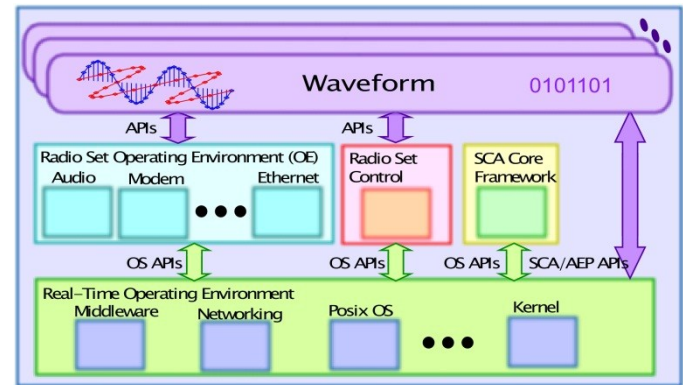 Waveform
0101101
APIs
APIs
Radio Set Operating Environment (OE)
Audio
Modem
Ethernet
Radio Set
Control
SCA Core
Framework
OS APIs
OS APIs
OS APIs
SCA/AEP APIs
Real-Time Operating Environment
Middleware
Networking
Posix OS
Kernel